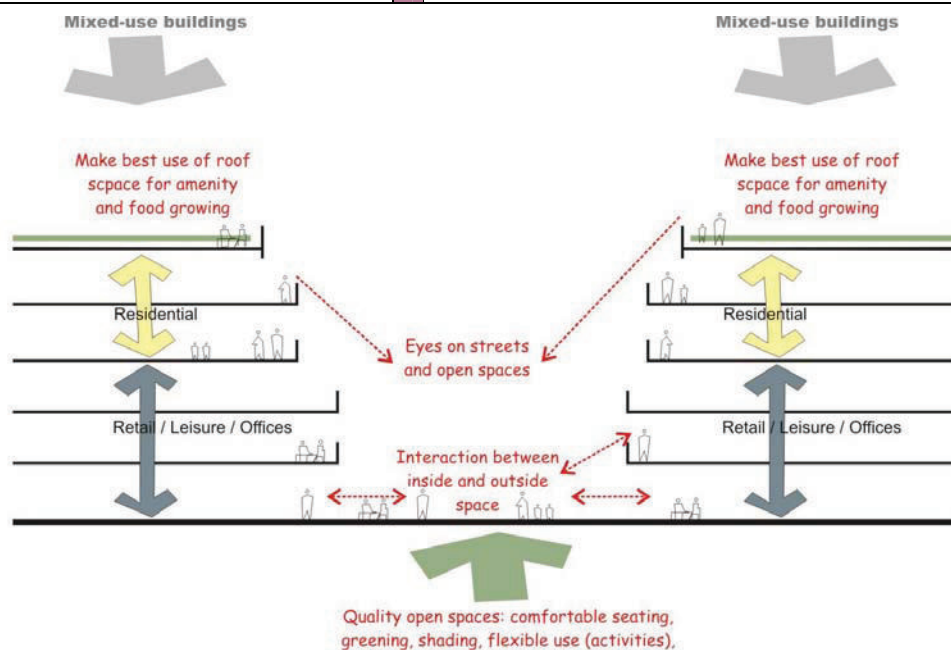 Mixed-use buildings
Mixed-use buildings
Make best use of roof
scpace for amenity
and food growing
Make best use of roof
scpace for amenity
and food growing
Residential
Residential
Eyes on streets
and open spaces
Retail / Leisure / Offices
Retail / Leisure / Offices
Interaction between
inside and outside
space
Quality open spaces: comfortable seating,
greening, shading, flexible use (activities),